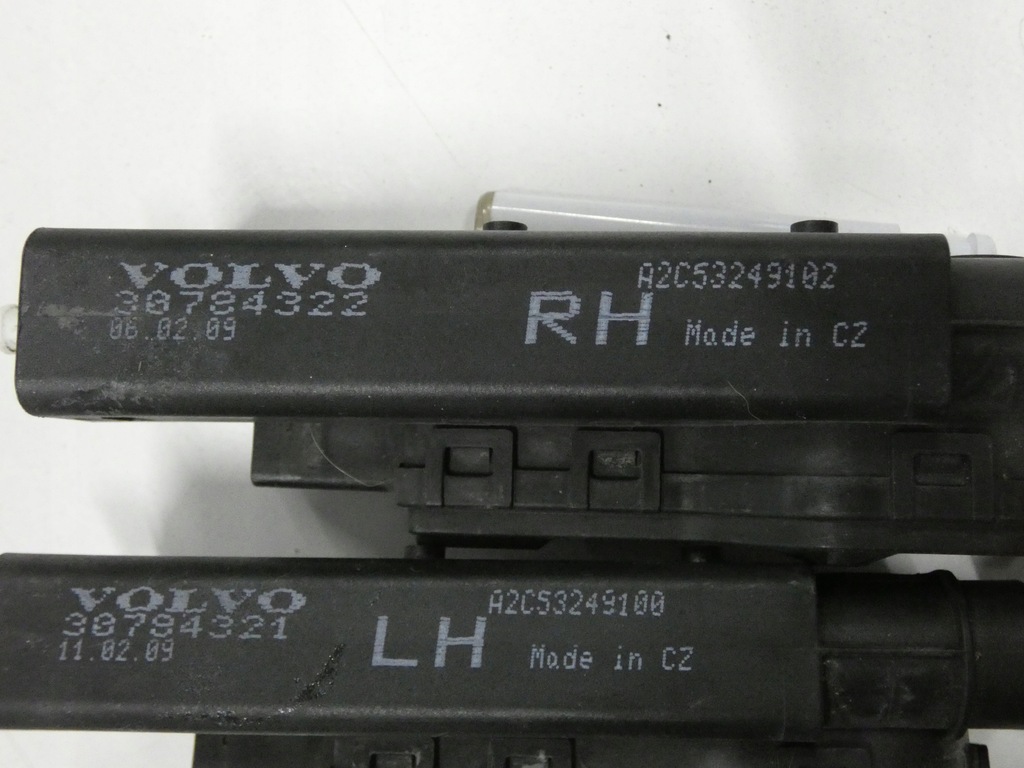 VOLVO
30784322
06.02.09
RH
A2C53249102
Made in CZ
VOLVO
30784321
11.02.09
LH
A2C53249100
Made in CZ